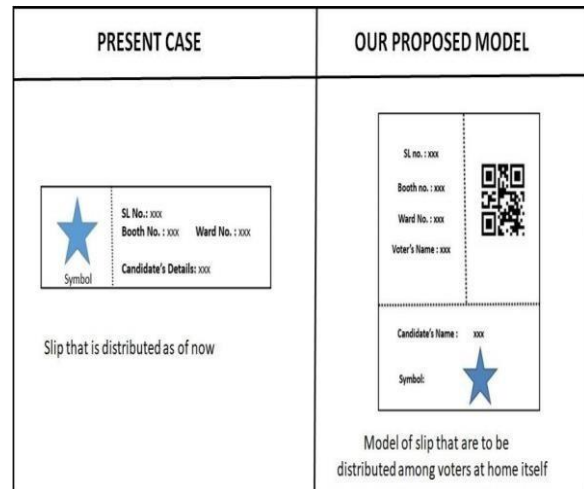 PRESENT CASE
OUR PROPOSED MODEL
SL No.: xxx
Booth No. : xxx Ward No. : xxx
Candidate's Details: xxx
Symbol
Slip that is distributed as of now
SL no. : xxx
Booth no. : xxx
Ward No. : xxx
Voter's Name : xxx
Candidate's Name : xxx
Symbol:
Model of slip that are to be
distributed among voters at home itself